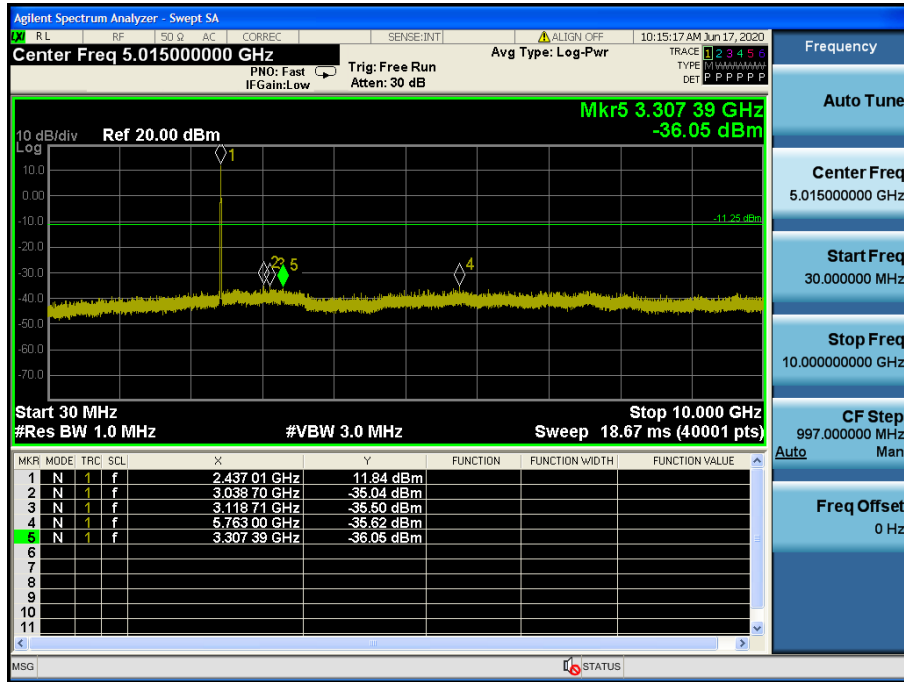 Agilent Spectrum Analyzer - Swept SA
LXI RL RF 50 Ω AC CORREC SENSE:INT ALIGN OFF 10:15:17 AM Jun 17, 2020
Center Freq 5.015000000 GHz
PNO: Fast
IFGain:Low
Trig: Free Run
Atten: 30 dB
Avg Type: Log-Pwr
TRACE 1 2 3 4 5 6
TYPE M WWWWW
DET P P P P P P
Mkr5 3.307 39 GHz
-36.05 dBm
10 dB/div Ref 20.00 dBm
Log
10.0
0.00
-10.0
-20.0
-30.0
-40.0
-50.0
-60.0
-70.0
1
-11.25 dBm
2 3 5
4
Start 30 MHz Stop 10.000 GHz
#Res BW 1.0 MHz #VBW 3.0 MHz Sweep 18.67 ms (40001 pts)
MKR MODE TRC SCL X Y FUNCTION FUNCTION WIDTH FUNCTION VALUE
1 N 1 f 2.437 01 GHz 11.84 dBm
2 N 1 f 3.038 70 GHz -35.04 dBm
3 N 1 f 3.118 71 GHz -35.50 dBm
4 N 1 f 5.763 00 GHz -35.62 dBm
5 N 1 f 3.307 39 GHz -36.05 dBm
6
7
8
9
10
11
MSG STATUS
Frequency
Auto Tune
Center Freq
5.015000000 GHz
Start Freq
30.000000 MHz
Stop Freq
10.000000000 GHz
CF Step
997.000000 MHz
Auto Man
Freq Offset
0 Hz